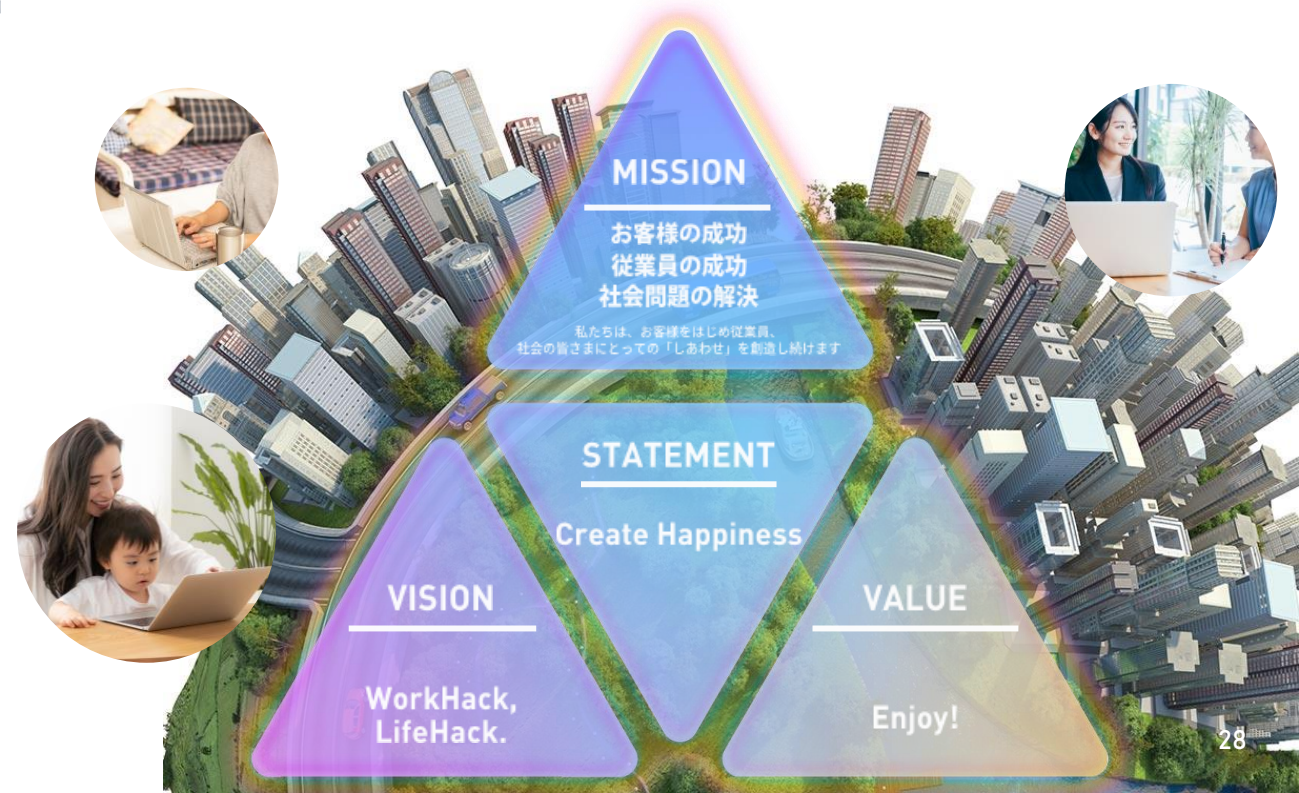 MISSION
お客様の成功
従業員の成功
社会問題の解決
私たちは、お客様をはじめ従業員、
社会の皆さまにとっての「しあわせ」を創造し続けます
STATEMENT
Create Happiness
VISION
WorkHack,
LifeHack.
VALUE
Enjoy!
28